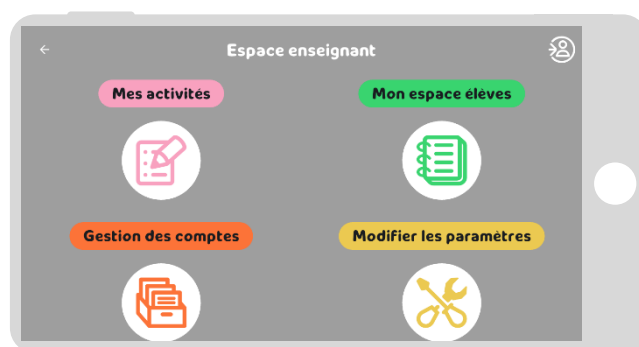 Espace enseignant
Mes activités
Mon espace élèves
Gestion des comptes
Modifier les paramètres